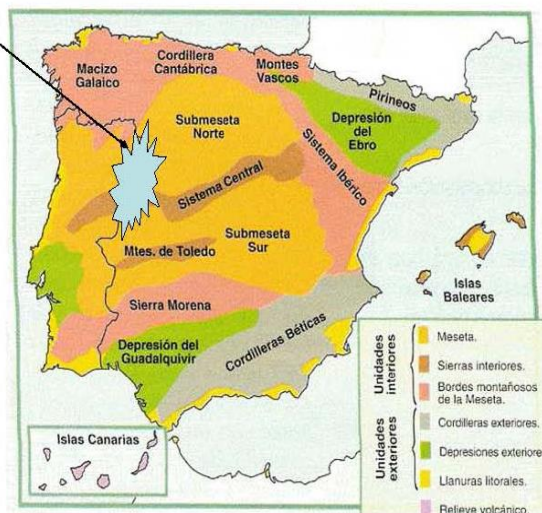 Macizo
Galaico
Cordillera
Cantábrica
Montes
Vascos
Pirineos
Submeseta
Norte
Depresión
del
Ebro
Sistema Ibérico
Sistema Central
Mtes. de Toledo
Submeseta
Sur
Islas
Baleares
Sierra Morena
Depresión del
Guadalquivir
Cordilleras Béticas
Islas Canarias
Unidades
interiores
Meseta.
Sierras interiores.
Bordes montañosos
de la Meseta.
Unidades
exteriores
Cordilleras exteriores.
Depresiones exteriore
Llanuras litorales.
Relieve volcánico.